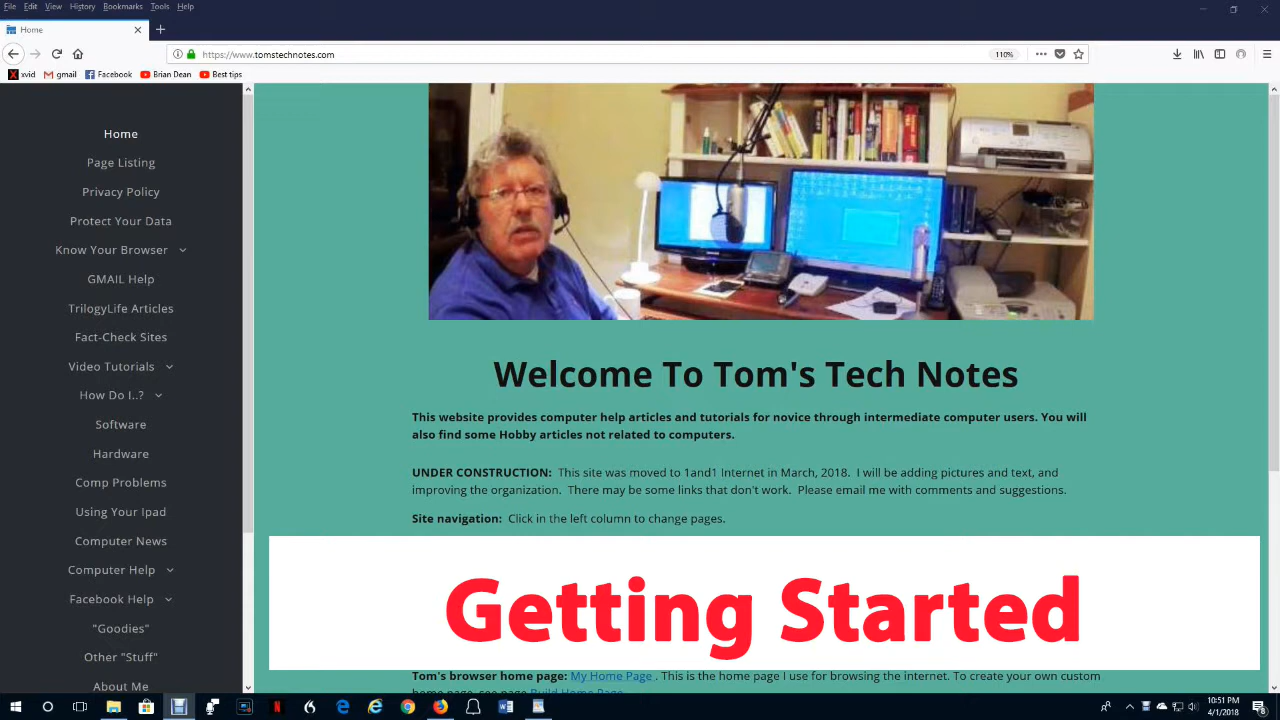 File Edit View History Bookmarks Tools Help
Home
https://www.tomstechnotes.com
110%
xvid gmail Facebook Brian Dean Best tips
Home
Page Listing
Privacy Policy
Protect Your Data
Know Your Browser
GMAIL Help
TrilogyLife Articles
Fact-Check Sites
Video Tutorials
How Do I..?
Software
Hardware
Comp Problems
Using Your Ipad
Computer News
Computer Help
Facebook Help
"Goodies"
Other "Stuff"
About Me
Welcome To Tom's Tech Notes
This website provides computer help articles and tutorials for novice through intermediate computer users. You will
also find some Hobby articles not related to computers.
UNDER CONSTRUCTION: This site was moved to 1and1 Internet in March, 2018. I will be adding pictures and text, and
improving the organization. There may be some links that don't work. Please email me with comments and suggestions.
Site navigation: Click in the left column to change pages.
Getting Started
Tom's browser home page: My Home Page . This is the home page I use for browsing the internet. To create your own custom
home page, see page Build Home Page
10:51 PM
4/1/2018